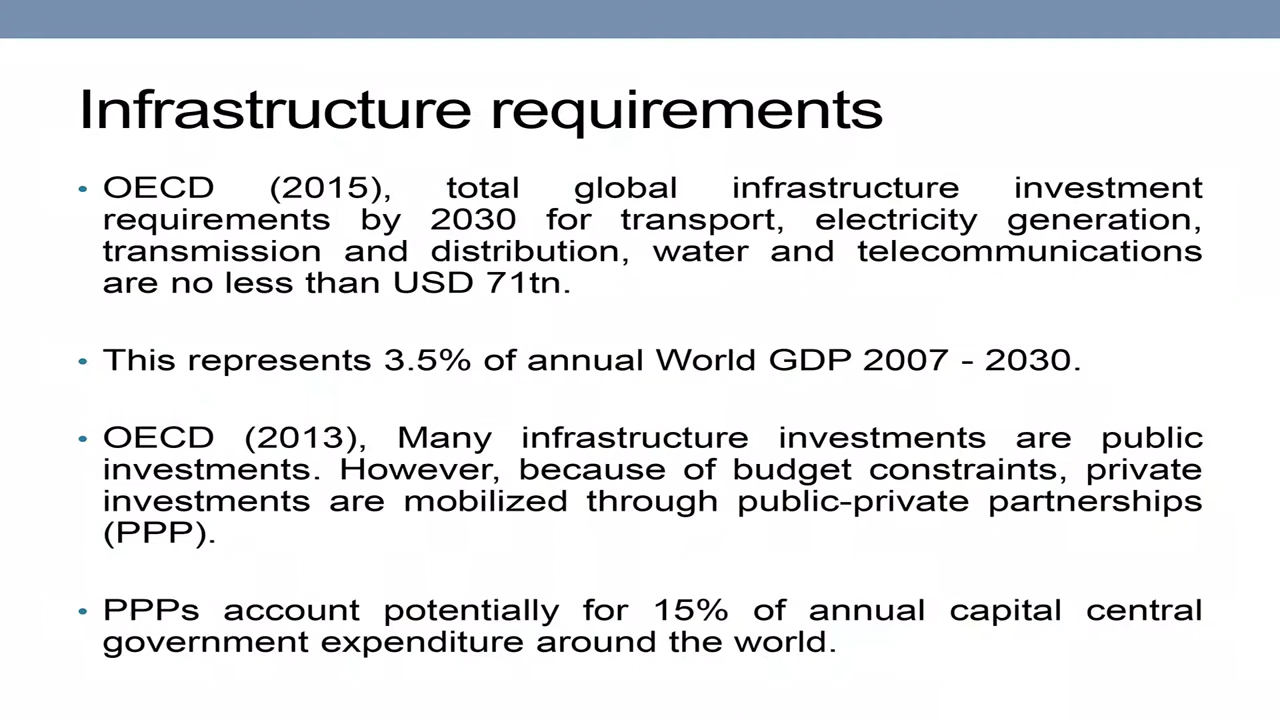 Infrastructure requirements
• OECD (2015), total global infrastructure investment
requirements by 2030 for transport, electricity generation,
transmission and distribution, water and telecommunications
are no less than USD 71tn.
• This represents 3.5% of annual World GDP 2007 - 2030.
• OECD (2013), Many infrastructure investments are public
investments. However, because of budget constraints, private
investments are mobilized through public-private partnerships
(PPP).
• PPPs account potentially for 15% of annual capital central
government expenditure around the world.